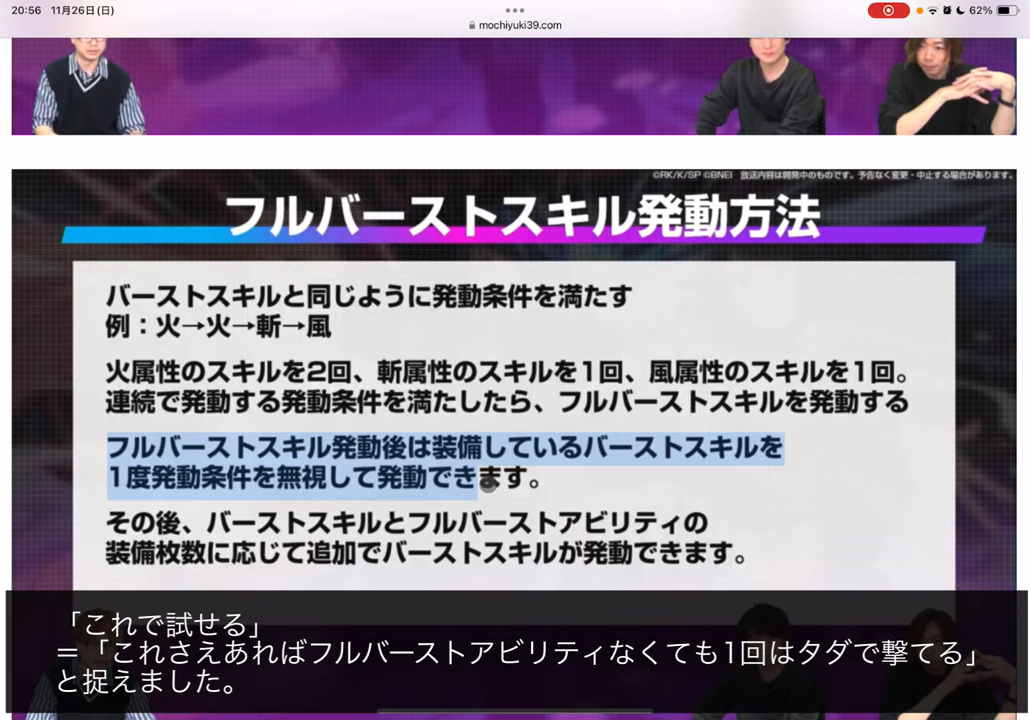 20:56 11月26日(日)
62%
mochiyuki39.com
©RK/K/SP ©BNEI 放送内容は開発中のものです。予告なく変更・中止する場合があります。
フルバーストスキル発動方法
バーストスキルと同じように発動条件を満たす
例：火→火→斬→風
火属性のスキルを2回、斬属性のスキルを1回、風属性のスキルを1回。
連続で発動する発動条件を満たしたら、フルバーストスキルを発動する
フルバーストスキル発動後は装備しているバーストスキルを
1度発動条件を無視して発動できます。
その後、バーストスキルとフルバーストアビリティの
装備枚数に応じて追加でバーストスキルが発動できます。
「これで試せる」
＝「これさえあればフルバーストアビリティなくても1回はタダで撃てる」
と捉えました。